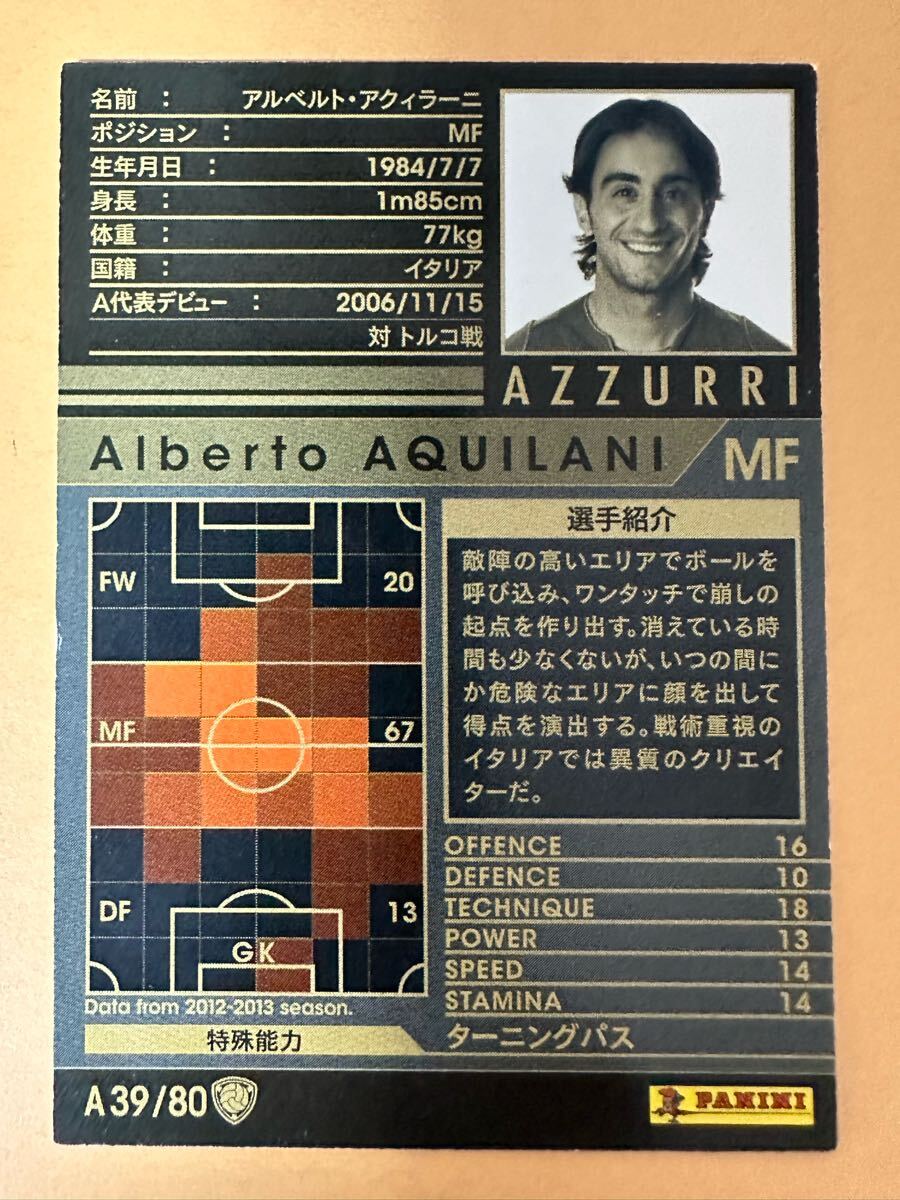 名前 : アルベルト・アクィラーニ
ポジション : MF
生年月日 : 1984/7/7
身長 : 1m85cm
体重 : 77kg
国籍 : イタリア
A代表デビュー : 2006/11/15
対 トルコ戦
AZZURRI
Alberto AQUILANI MF
FW 20
MF 67
DF 13
GK
Data from 2012-2013 season.
選手紹介
敵陣の高いエリアでボールを
呼び込み、ワンタッチで崩しの
起点を作り出す。消えている時
間も少なくないが、いつの間に
か危険なエリアに顔を出して
得点を演出する。戦術重視の
イタリアでは異質のクリエイ
ターだ。
OFFENCE 16
DEFENCE 10
TECHNIQUE 18
POWER 13
SPEED 14
STAMINA 14
特殊能力 ターニングパス
A39/80
PANINI